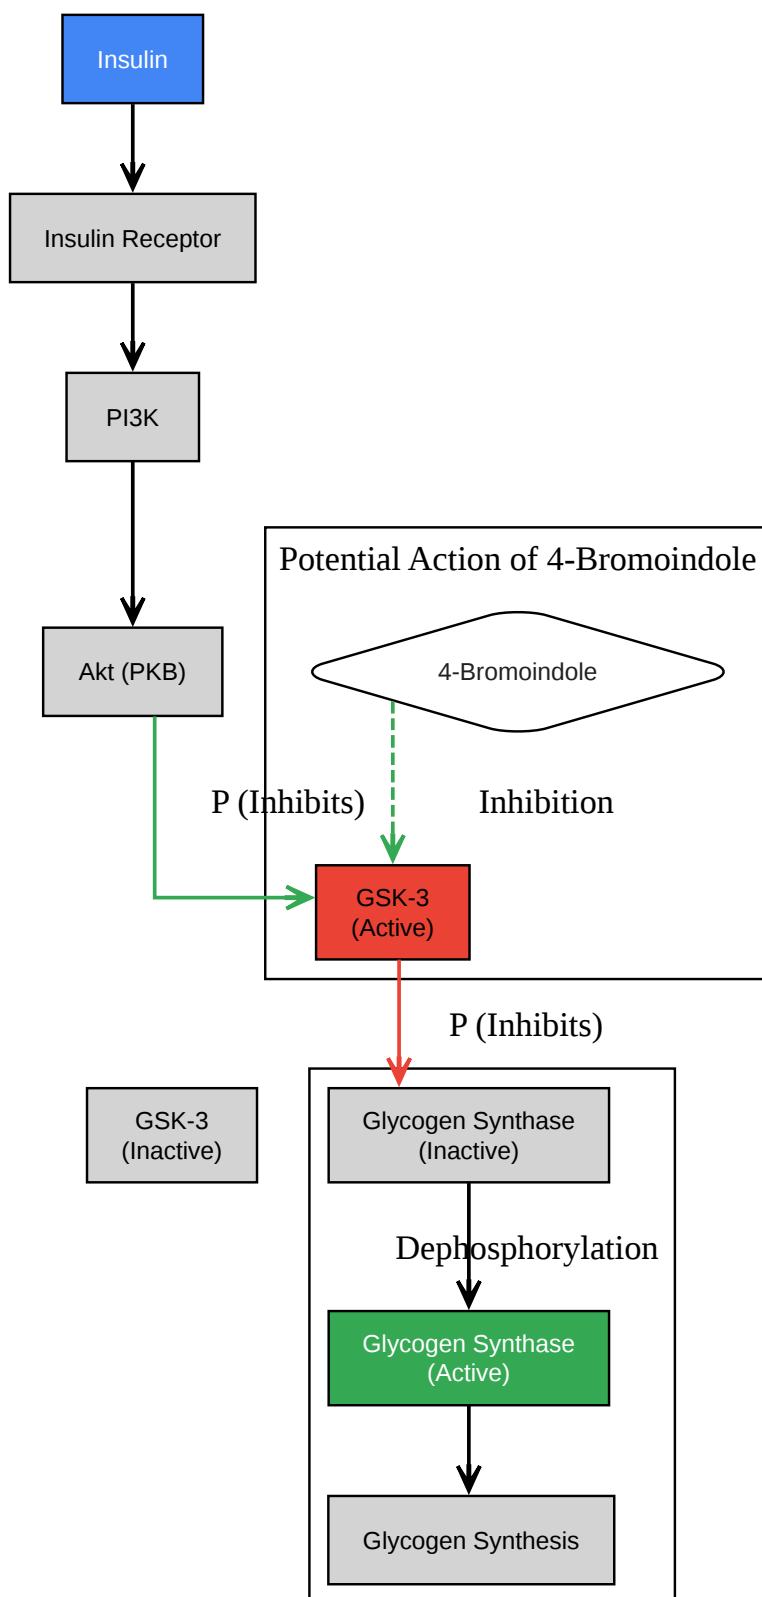 Insulin
Insulin Receptor
PI3K
Potential Action of 4-Bromoindole
Akt (PKB)
4-Bromoindole
P (Inhibits)
Inhibition
GSK-3
(Active)
P (Inhibits)
GSK-3
(Inactive)
Glycogen Synthase
(Inactive)
Dephosphorylation
Glycogen Synthase
(Active)
Glycogen Synthesis